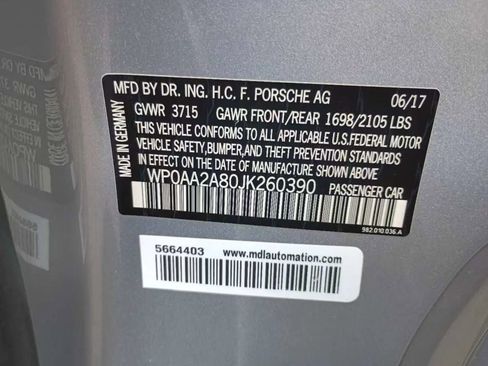 MFD BY DR. ING. H.C. F. PORSCHE AG 06/17
GVWR 3715 GAWR FRONT/REAR 1698/2105 LBS
THIS VEHICLE CONFORMS TO ALL APPLICABLE U.S.FEDERAL MOTOR
VEHICLE SAFETY,BUMPER,AND THEFT PREVENTION STANDARDS
IN EFFECT ON THE DATE OF MANUFACTURE SHOWN ABOVE
WP0AA2A80JK260390 PASSENGER CAR
MADE IN GERMANY
982.010.036.A
5664403 www.mdlautomation.com